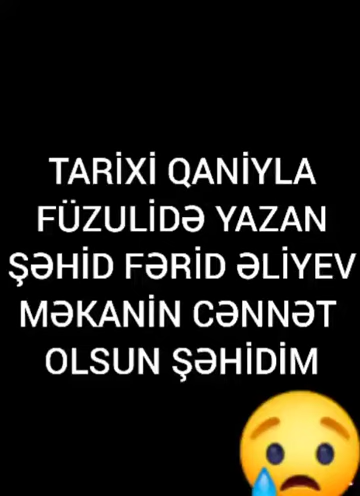 TARİXİ QANİYLA
FÜZULİDƏ YAZAN
ŞƏHİD FƏRİD ƏLİYEV
MƏKANİN CƏNNƏT
OLSUN ŞƏHİDİM